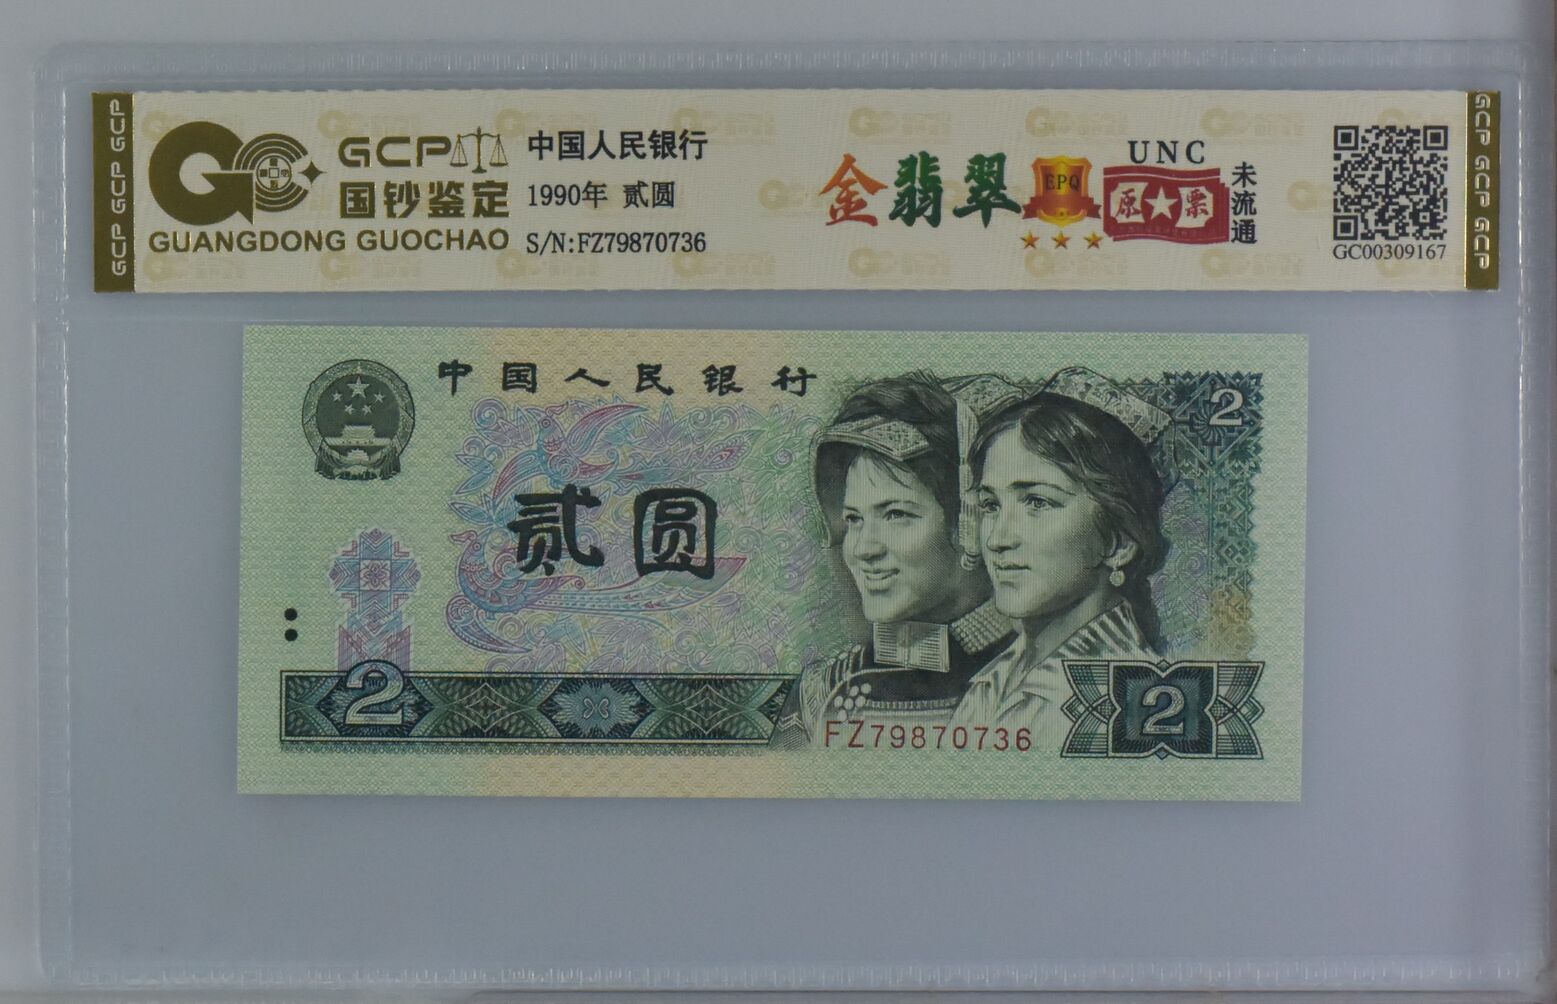 GCP GCP GCP
GCP
国钞鉴定
GUANGDONG GUOCHAO
中国人民银行
1990年 贰圆
S/N:FZ79870736
金翡翠
EPQ
UNC
原★票
未流通
GC00309167
GCP GCP GCP
中国人民银行
2
贰圆
2
FZ79870736
2